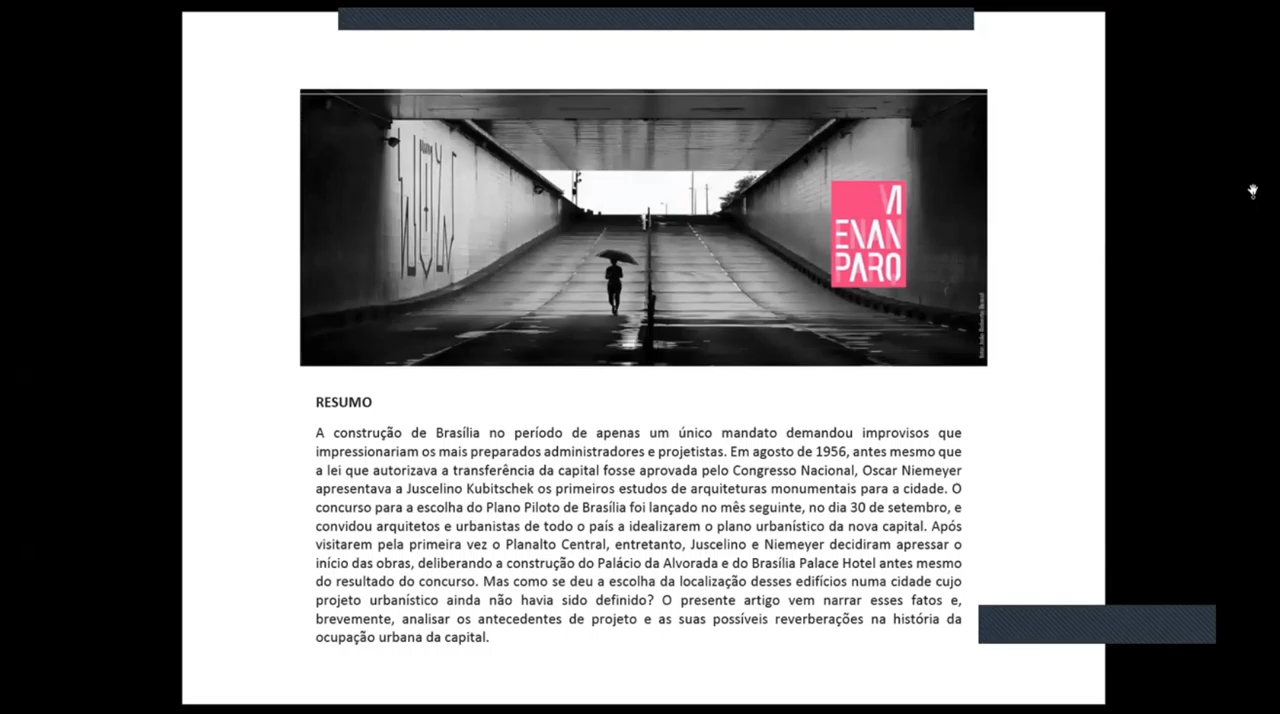 VI
ENAN
PARQ
RESUMO
A construção de Brasília no período de apenas um único mandato demandou improvisos que
impressionariam os mais preparados administradores e projetistas. Em agosto de 1956, antes mesmo que
a lei que autorizava a transferência da capital fosse aprovada pelo Congresso Nacional, Oscar Niemeyer
apresentava a Juscelino Kubitschek os primeiros estudos de arquiteturas monumentais para a cidade. O
concurso para a escolha do Plano Piloto de Brasília foi lançado no mês seguinte, no dia 30 de setembro, e
convidou arquitetos e urbanistas de todo o país a idealizarem o plano urbanístico da nova capital. Após
visitarem pela primeira vez o Planalto Central, entretanto, Juscelino e Niemeyer decidiram apressar o
início das obras, deliberando a construção do Palácio da Alvorada e do Brasília Palace Hotel antes mesmo
do resultado do concurso. Mas como se deu a escolha da localização desses edifícios numa cidade cujo
projeto urbanístico ainda não havia sido definido? O presente artigo vem narrar esses fatos e,
brevemente, analisar os antecedentes de projeto e as suas possíveis reverberações na história da
ocupação urbana da capital.